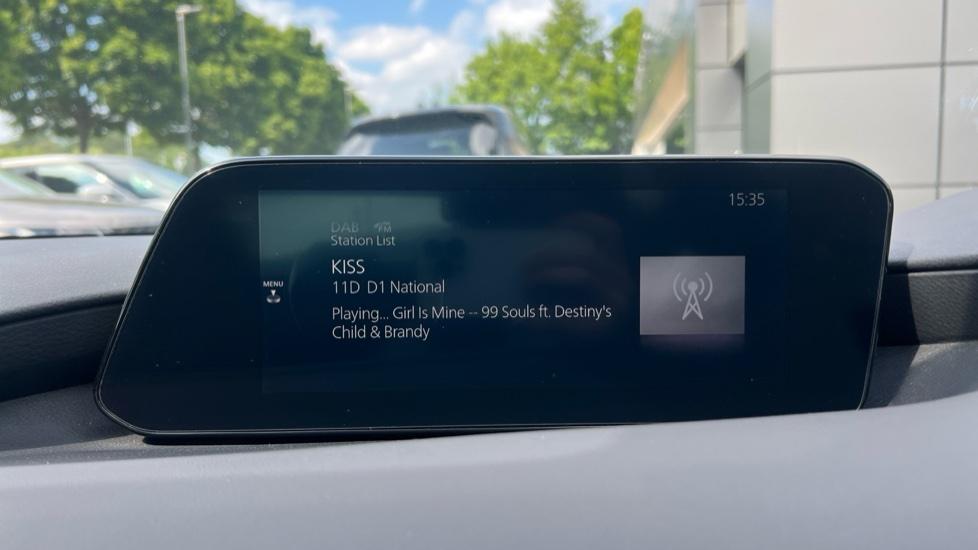 15:35
DAB FM
Station List
KISS
MENU
11D D1 National
Playing... Girl Is Mine -- 99 Souls ft. Destiny's
Child & Brandy